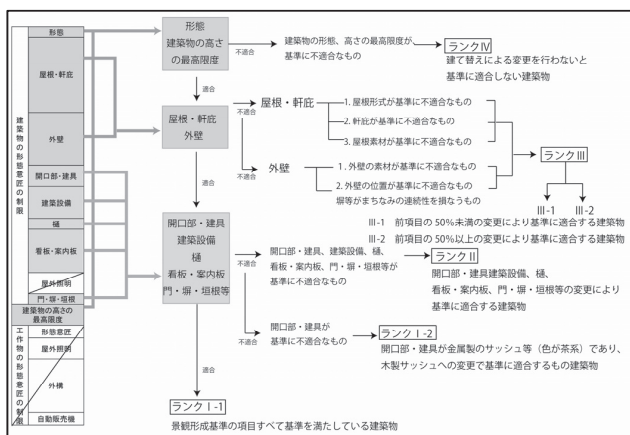 建築物の形態意匠の制限
形態
屋根・軒庇
外壁
開口部・建具
建築設備
樋
看板・案内板
屋外照明
門・塀・垣根
建築物の高さの
最高限度
工作物の形態意匠の制限
形態意匠
屋外照明
外構
自動販売機
形態
建築物の高さ
の最高限度
不適合
建築物の形態、高さの最高限度が
基準に不適合なもの
ランクⅣ
建て替えによる変更を行わないと
基準に適合しない建築物
適合
屋根・軒庇
外壁
不適合
屋根・軒庇
1. 屋根形式が基準に不適合なもの
2. 軒庇が基準に不適合なもの
3. 屋根素材が基準に不適合なもの
不適合
外壁
1. 外壁の素材が基準に不適合なもの
2. 外壁の位置が基準に不適合なもの
塀等がまちなみの連続性を損なうもの
ランクⅢ
Ⅲ-1
Ⅲ-2
Ⅲ-1 前項目の50%未満の変更により基準に適合する建築物
Ⅲ-2 前項目の50%以上の変更により基準に適合する建築物
適合
開口部・建具
建築設備
樋
看板・案内板
門・塀・垣根等
不適合
開口部・建具、建築設備、樋、
看板・案内板、門・塀・垣根等が
基準に不適合なもの
ランクⅡ
開口部・建具建築設備、樋、
看板・案内板、門・塀・垣根等の変更により
基準に適合する建築物
不適合
開口部・建具が
基準に不適合なもの
ランクⅠ-2
開口部・建具が金属製のサッシュ等（色が茶系）であり、
木製サッシュへの変更で基準に適合するもの建築物
適合
ランクⅠ-1
景観形成基準の項目すべて基準を満たしている建築物